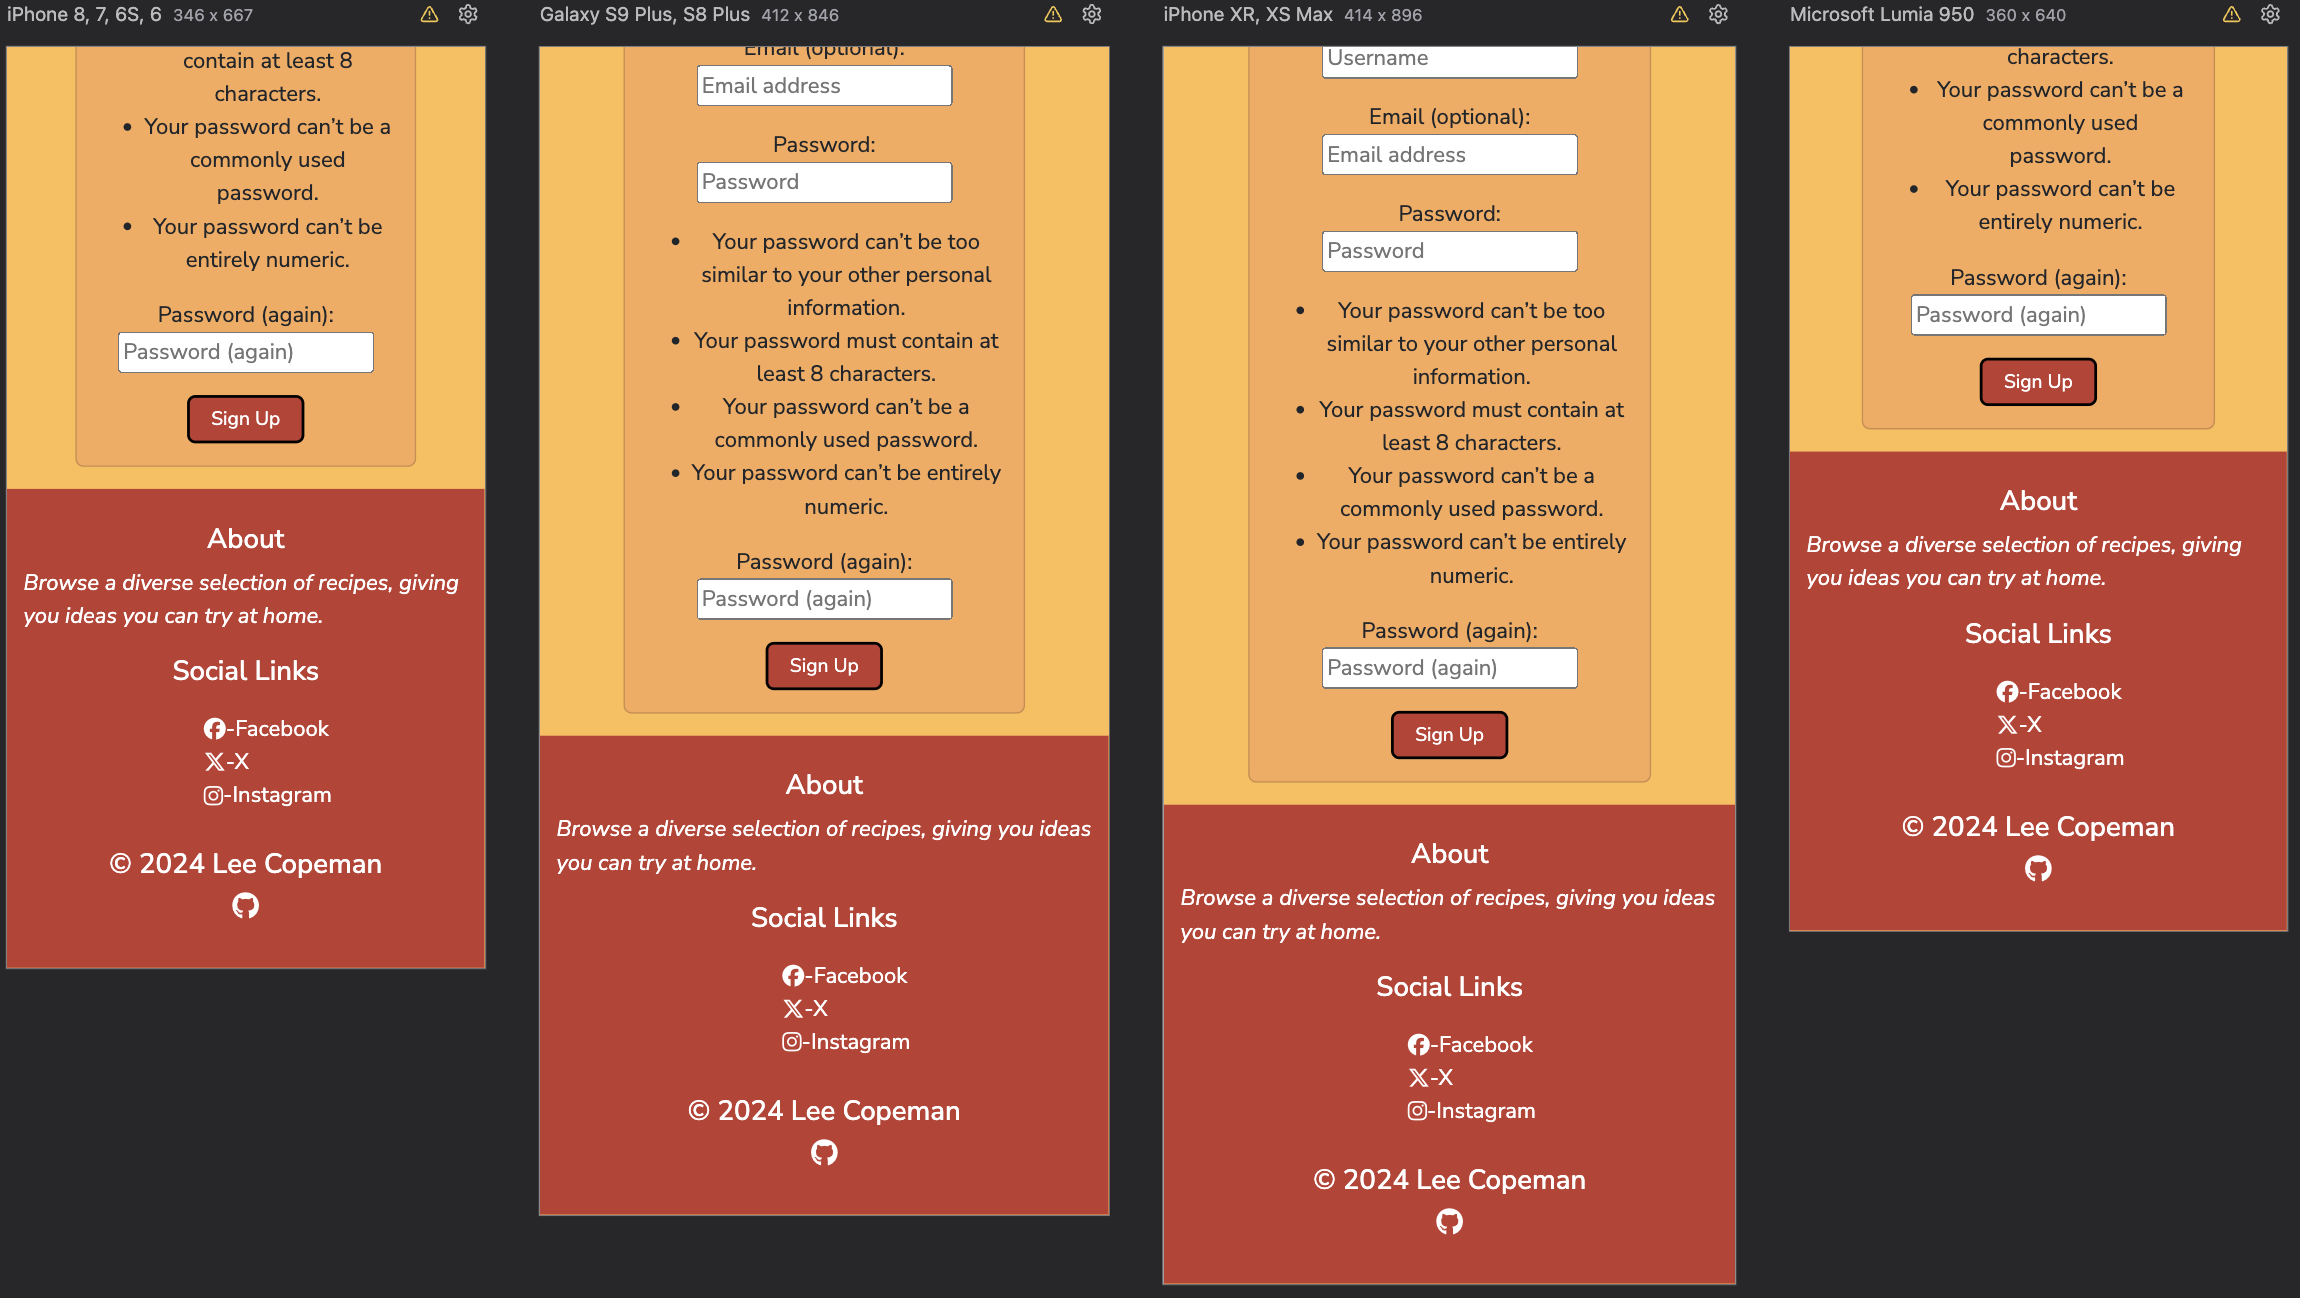 iPhone 8, 7, 6S, 6 346 x 667
contain at least 8
characters.
• Your password can’t be a
commonly used
password.
• Your password can’t be
entirely numeric.
Password (again):
Password (again)
Sign Up
About
Browse a diverse selection of recipes, giving
you ideas you can try at home.
Social Links
-Facebook
-X
-Instagram
© 2024 Lee Copeman
Galaxy S9 Plus, S8 Plus 412 x 846
Email (optional):
Email address
Password:
Password
• Your password can’t be too
similar to your other personal
information.
• Your password must contain at
least 8 characters.
• Your password can’t be a
commonly used password.
• Your password can’t be entirely
numeric.
Password (again):
Password (again)
Sign Up
About
Browse a diverse selection of recipes, giving you ideas
you can try at home.
Social Links
-Facebook
-X
-Instagram
© 2024 Lee Copeman
iPhone XR, XS Max 414 x 896
Username
Email (optional):
Email address
Password:
Password
• Your password can’t be too
similar to your other personal
information.
• Your password must contain at
least 8 characters.
• Your password can’t be a
commonly used password.
• Your password can’t be entirely
numeric.
Password (again):
Password (again)
Sign Up
About
Browse a diverse selection of recipes, giving you ideas
you can try at home.
Social Links
-Facebook
-X
-Instagram
© 2024 Lee Copeman
Microsoft Lumia 950 360 x 640
characters.
• Your password can’t be a
commonly used
password.
• Your password can’t be
entirely numeric.
Password (again):
Password (again)
Sign Up
About
Browse a diverse selection of recipes, giving
you ideas you can try at home.
Social Links
-Facebook
-X
-Instagram
© 2024 Lee Copeman